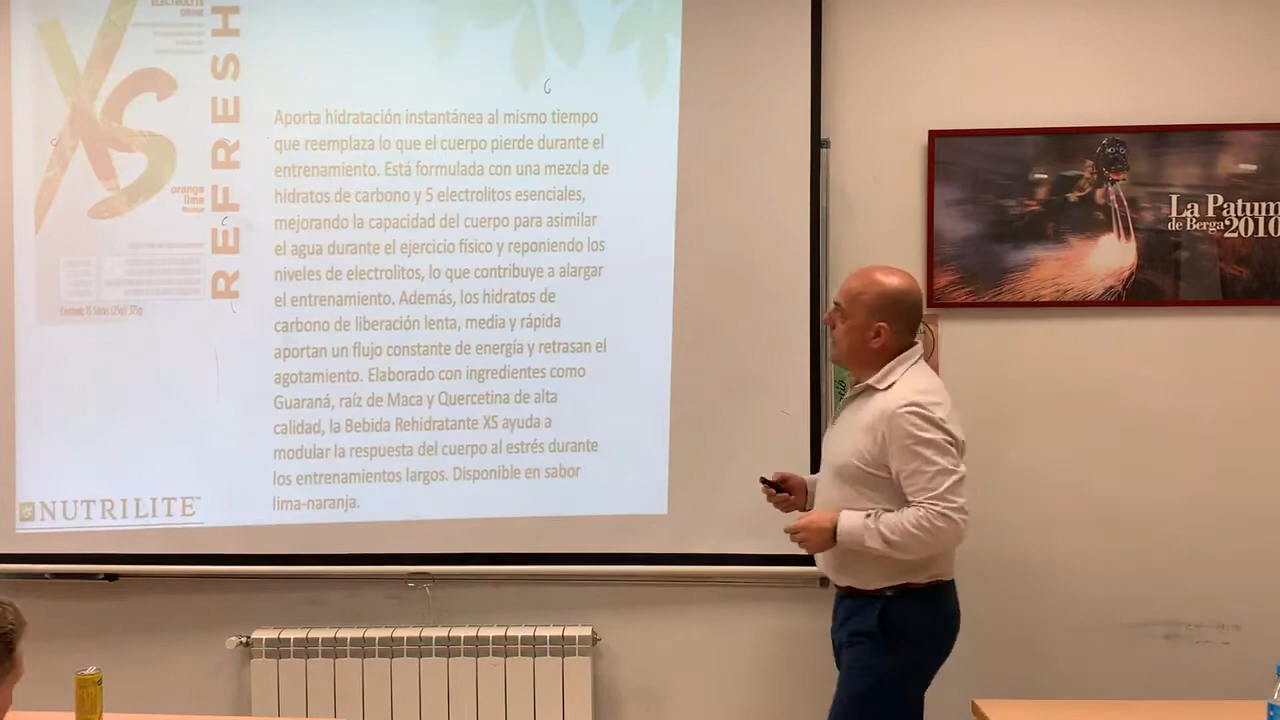 ELECTROLYTE
DRINK
XS
REFRESH
orange
lime
Aporta hidratación instantánea al mismo tiempo
que reemplaza lo que el cuerpo pierde durante el
entrenamiento. Está formulada con una mezcla de
hidratos de carbono y 5 electrolitos esenciales,
mejorando la capacidad del cuerpo para asimilar
el agua durante el ejercicio físico y reponiendo los
niveles de electrolitos, lo que contribuye a alargar
el entrenamiento. Además, los hidratos de
carbono de liberación lenta, media y rápida
aportan un flujo constante de energía y retrasan el
agotamiento. Elaborado con ingredientes como
Guaraná, raíz de Maca y Quercetina de alta
calidad, la Bebida Rehidratante XS ayuda a
modular la respuesta del cuerpo al estrés durante
los entrenamientos largos. Disponible en sabor
lima-naranja.
NUTRILITE™
La Patum
de Berga 2010